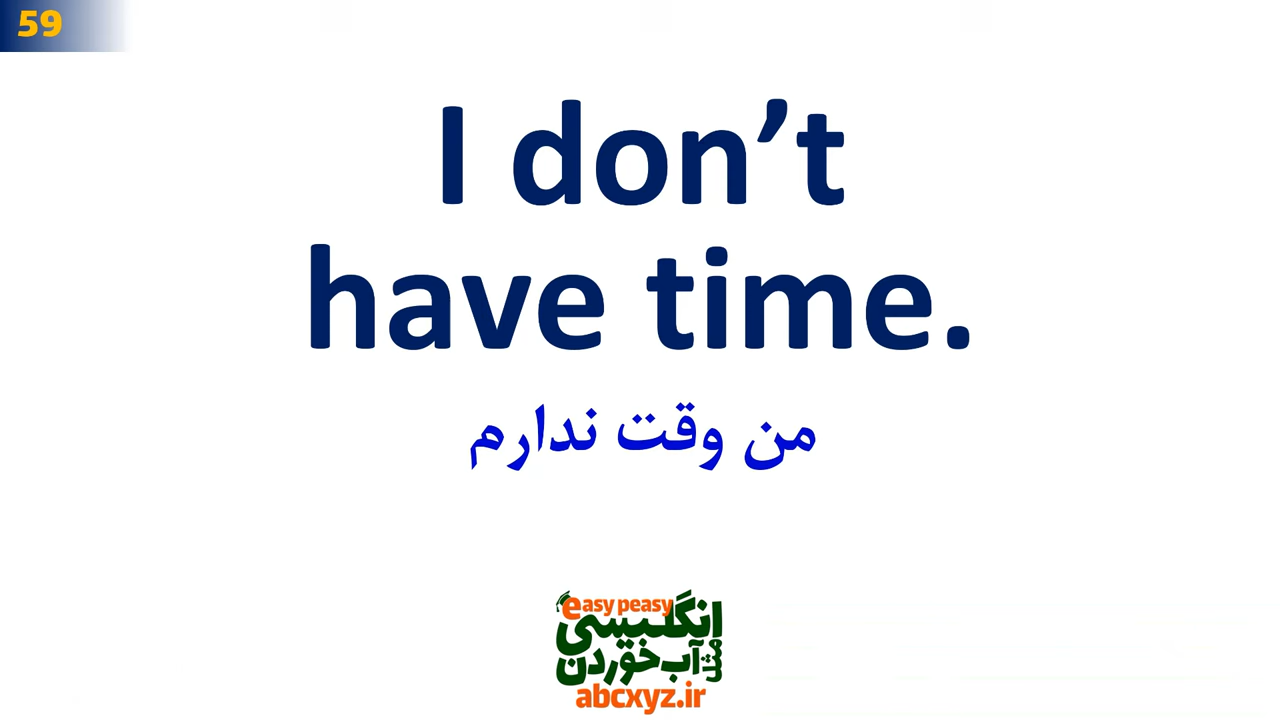 59
I don’t
have time.
من وقت ندارم
easy peasy
انگلیسی
مثل آب خوردن
abcxyz.ir